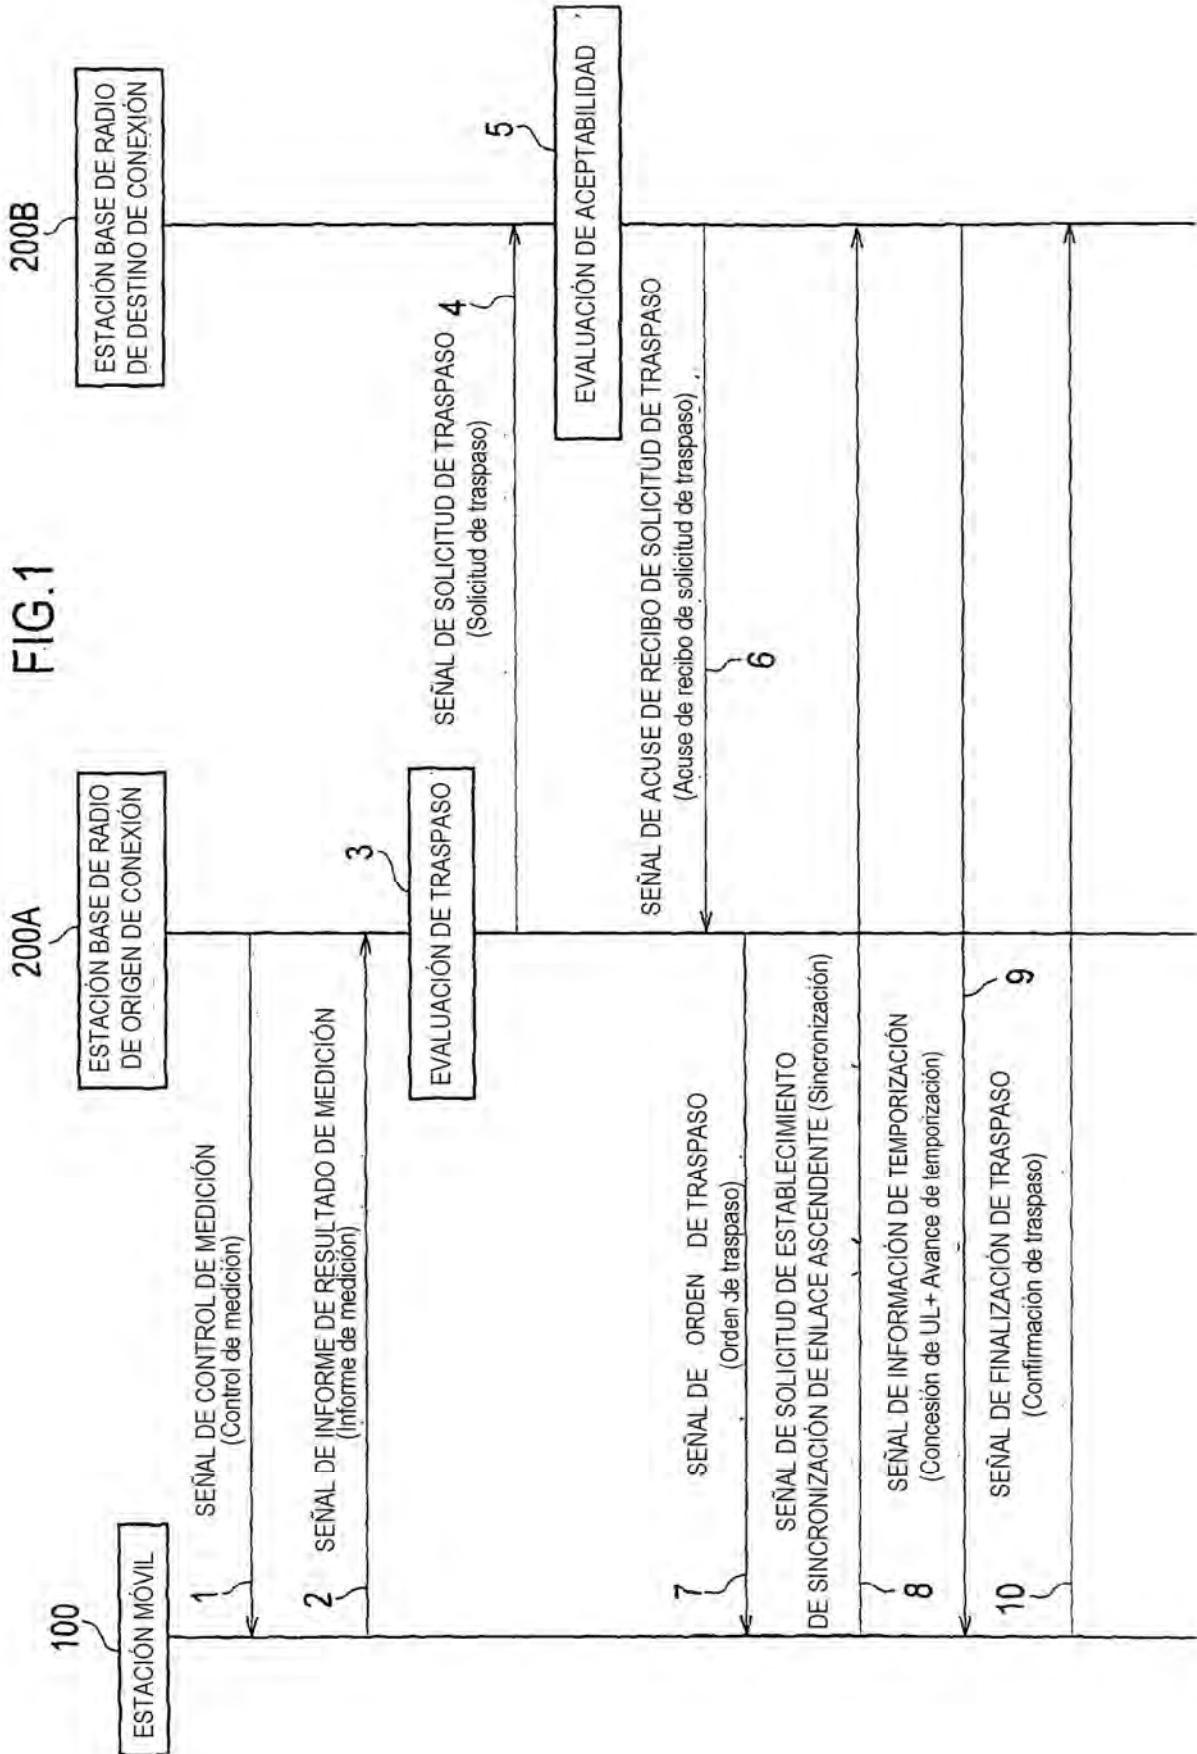 FIG.1
100
ESTACIÓN MÓVIL
200A
ESTACIÓN BASE DE RADIO
DE ORIGEN DE CONEXIÓN
200B
ESTACIÓN BASE DE RADIO
DE DESTINO DE CONEXIÓN
1
SEÑAL DE CONTROL DE MEDICIÓN
(Control de medición)
2
SEÑAL DE INFORME DE RESULTADO DE MEDICIÓN
(Informe de medición)
3
EVALUACIÓN DE TRASPASO
SEÑAL DE SOLICITUD DE TRASPASO
(Solicitud de traspaso)
4
5
EVALUACIÓN DE ACEPTABILIDAD
SEÑAL DE ACUSE DE RECIBO DE SOLICITUD DE TRASPASO
(Acuse de recibo de solicitud de traspaso)
6
SEÑAL DE ORDEN DE TRASPASO
(Orden de traspaso)
7
SEÑAL DE SOLICITUD DE ESTABLECIMIENTO
DE SINCRONIZACIÓN DE ENLACE ASCENDENTE (Sincronización)
8
SEÑAL DE INFORMACIÓN DE TEMPORIZACIÓN
(Concesión de UL+ Avance de temporización)
9
SEÑAL DE FINALIZACIÓN DE TRASPASO
(Confirmación de traspaso)
10